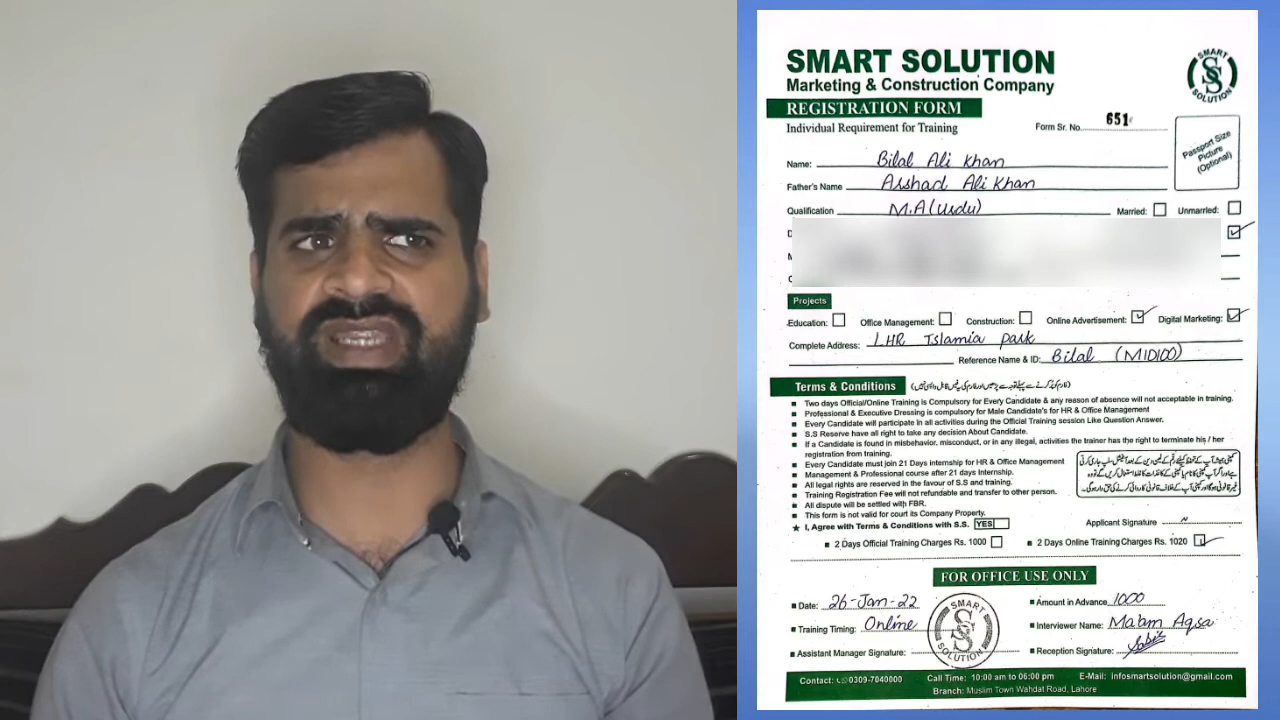 SMART SOLUTION
Marketing & Construction Company
SMART SS SOLUTION
REGISTRATION FORM
Individual Requirement for Training
Form Sr. No. 651
Passport Size Picture (Optional)
Name: Bilal Ali Khan
Father's Name Asshad Ali Khan
Qualification M.A (Urdu) Married: Unmarried:
Projects
Education: Office Management: Construction: Online Advertisement: Digital Marketing:
Complete Address: LHR Islamia Park
Reference Name & ID: Bilal (MID100)
Terms & Conditions
Two days Official/Online Training is Compulsory for Every Candidate & any reason of absence will not acceptable in training.
Professional & Executive Dressing is compulsory for Male Candidate's for HR & Office Management
Every Candidate will participate in all activities during the Official Training session Like Question Answer.
S.S Reserve have all right to take any decision About Candidate.
If a Candidate is found in misbehavior, misconduct, or in any illegal, activities the trainer has the right to terminate his / her
registration from training.
Every Candidate must join 21 Days internship for HR & Office Management
Management & Professional course after 21 days Internship.
All legal rights are reserved in the favour of S.S and training.
Training Registration Fee will not refundable and transfer to other person.
All dispute will be settled with FBR.
This form is not valid for court its Company Property.
I, Agree with Terms & Conditions with S.S. YES
Applicant Signature
2 Days Official Training Charges Rs. 1000 2 Days Online Training Charges Rs. 1020
FOR OFFICE USE ONLY
Date: 26-Jan-22 Amount in Advance 1000
Training Timing: Online Interviewer Name: Ma'am Aqsa
SMART SS SOLUTION
Assistant Manager Signature: Reception Signature:
Contact: 0309-7040000 Call Time: 10:00 am to 06:00 pm E-Mail: infosmartsolution@gmail.com
Branch: Muslim Town Wahdat Road, Lahore